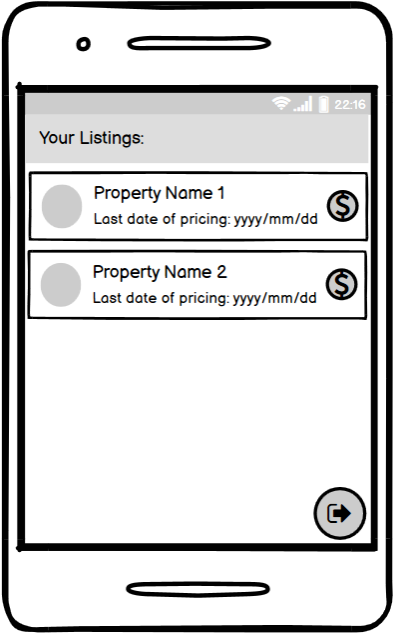 22:16
Your Listings:
Property Name 1
Last date of pricing: yyyy/mm/dd
$
Property Name 2
Last date of pricing: yyyy/mm/dd
$